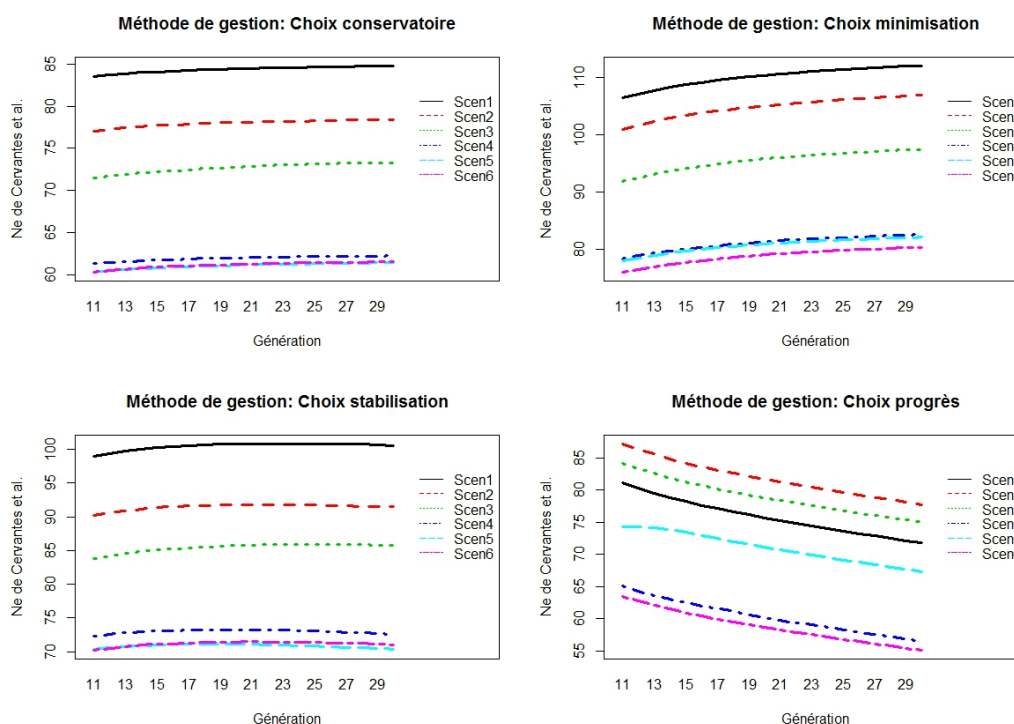 Méthode de gestion: Choix conservatoire
Ne de Cervantes et al.
85
80
75
70
65
60
11 13 15 17 19 21 23 25 27 29
Génération
Scen1
Scen2
Scen3
Scen4
Scen5
Scen6
Méthode de gestion: Choix minimisation
Ne de Cervantes et al.
110
100
90
80
11 13 15 17 19 21 23 25 27 29
Génération
Scen
Scen
Scen
Scen
Scen
Scen
Méthode de gestion: Choix stabilisation
Ne de Cervantes et al.
100
95
90
85
80
75
70
11 13 15 17 19 21 23 25 27 29
Génération
Scen1
Scen2
Scen3
Scen4
Scen5
Scen6
Méthode de gestion: Choix progrès
Ne de Cervantes et al.
85
80
75
70
65
60
55
11 13 15 17 19 21 23 25 27 29
Génération
Scen
Scen
Scen
Scen
Scen
Scen